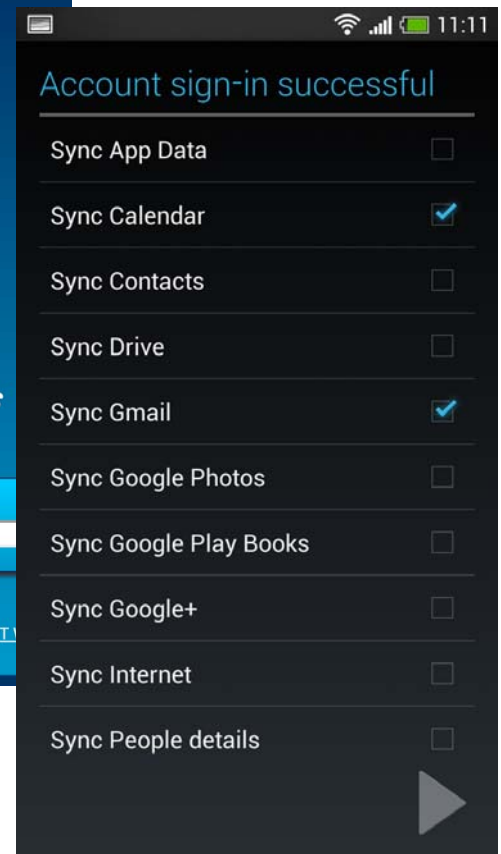 11:11
Account sign-in successful
Sync App Data
Sync Calendar
Sync Contacts
Sync Drive
Sync Gmail
Sync Google Photos
Sync Google Play Books
Sync Google+
Sync Internet
Sync People details